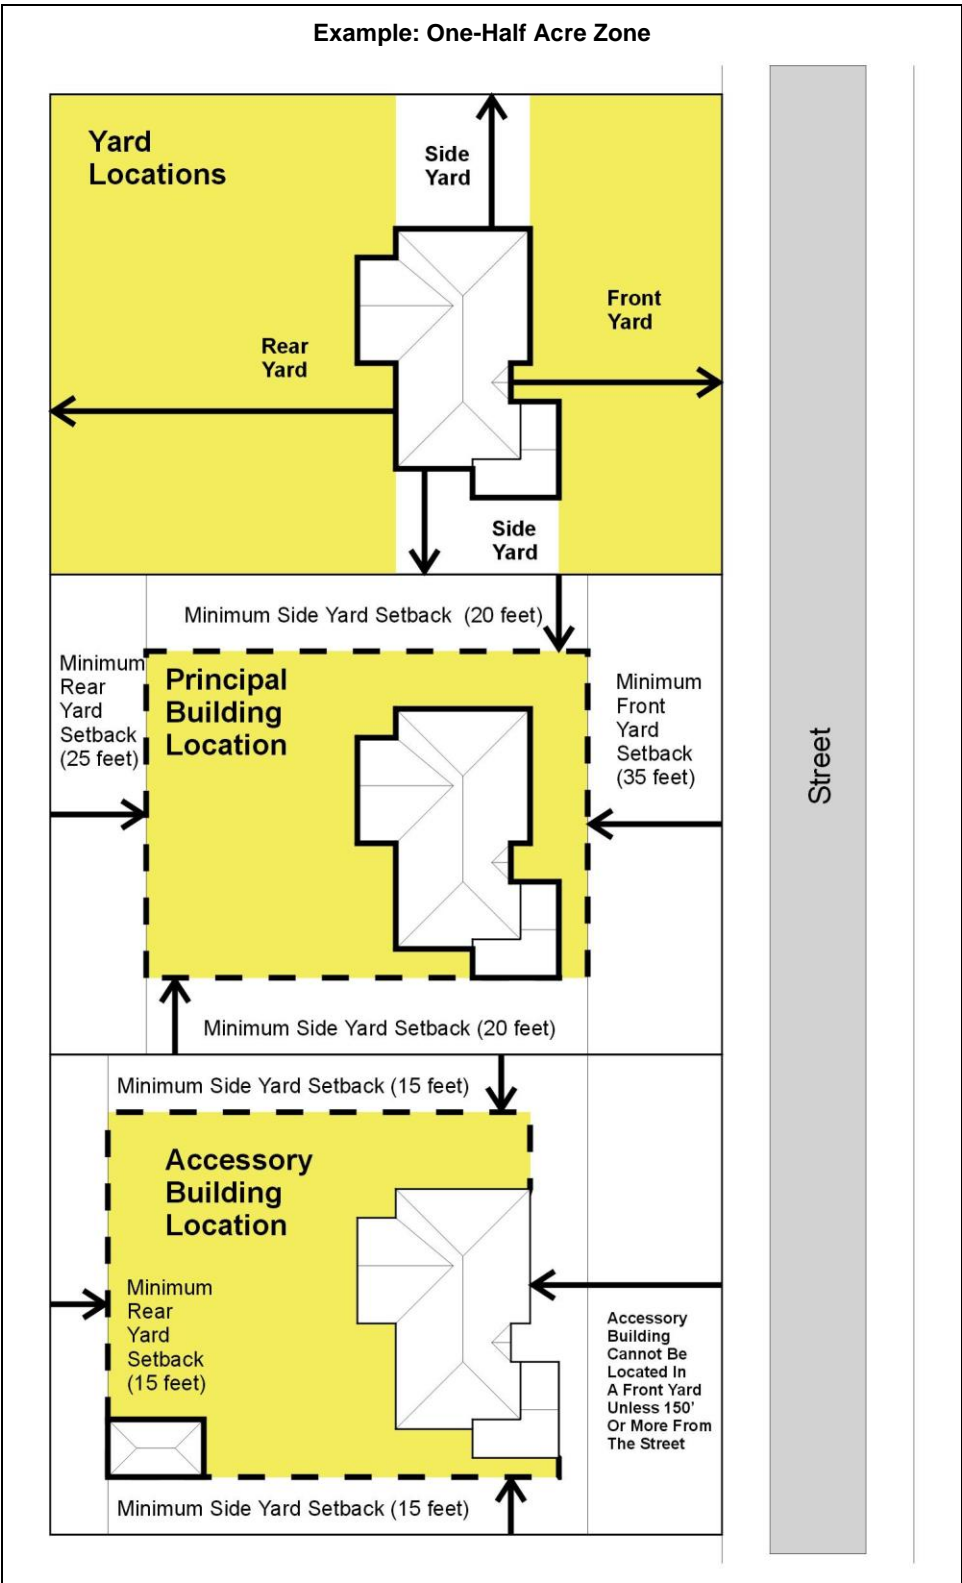 Example: One-Half Acre Zone
Yard
Locations
Side
Yard
Front
Yard
Rear
Yard
Side
Yard
Minimum Side Yard Setback (20 feet)
Minimum
Rear
Yard
Setback
(25 feet)
Principal
Building
Location
Minimum
Front
Yard
Setback
(35 feet)
Street
Minimum Side Yard Setback (20 feet)
Minimum Side Yard Setback (15 feet)
Accessory
Building
Location
Minimum
Rear
Yard
Setback
(15 feet)
Accessory
Building
Cannot Be
Located In
A Front Yard
Unless 150'
Or More From
The Street
Minimum Side Yard Setback (15 feet)